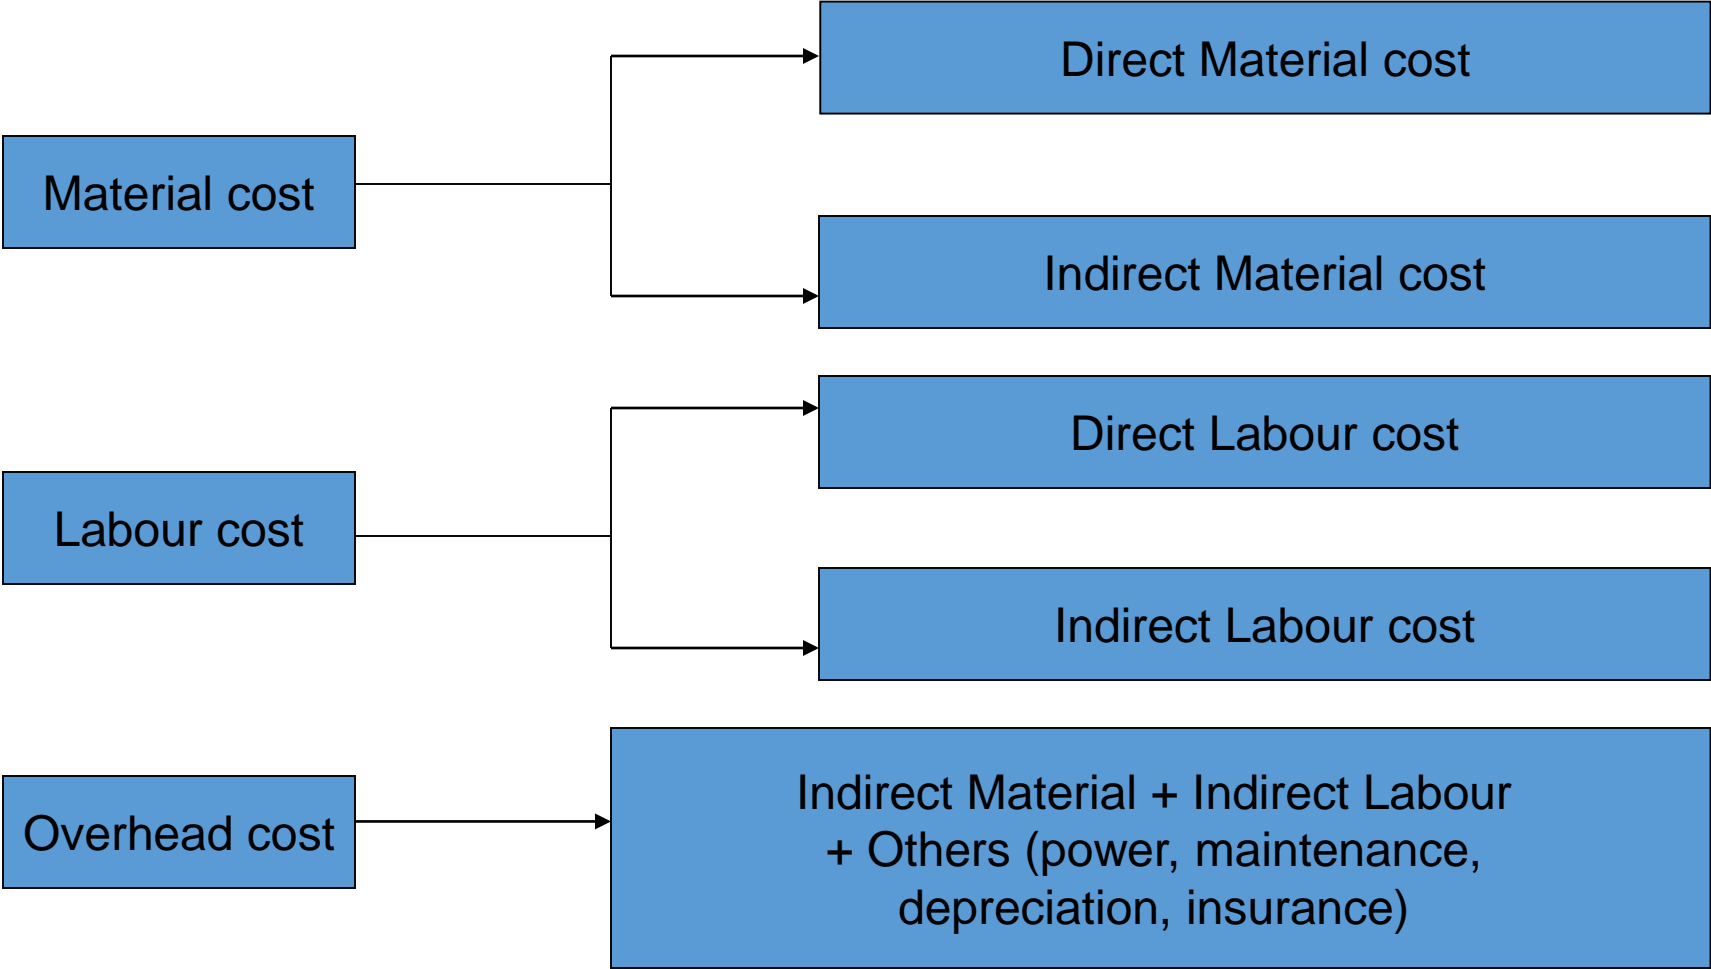 Direct Material cost
Material cost
Indirect Material cost
Direct Labour cost
Labour cost
Indirect Labour cost
Overhead cost
Indirect Material + Indirect Labour
+ Others (power, maintenance,
depreciation, insurance)